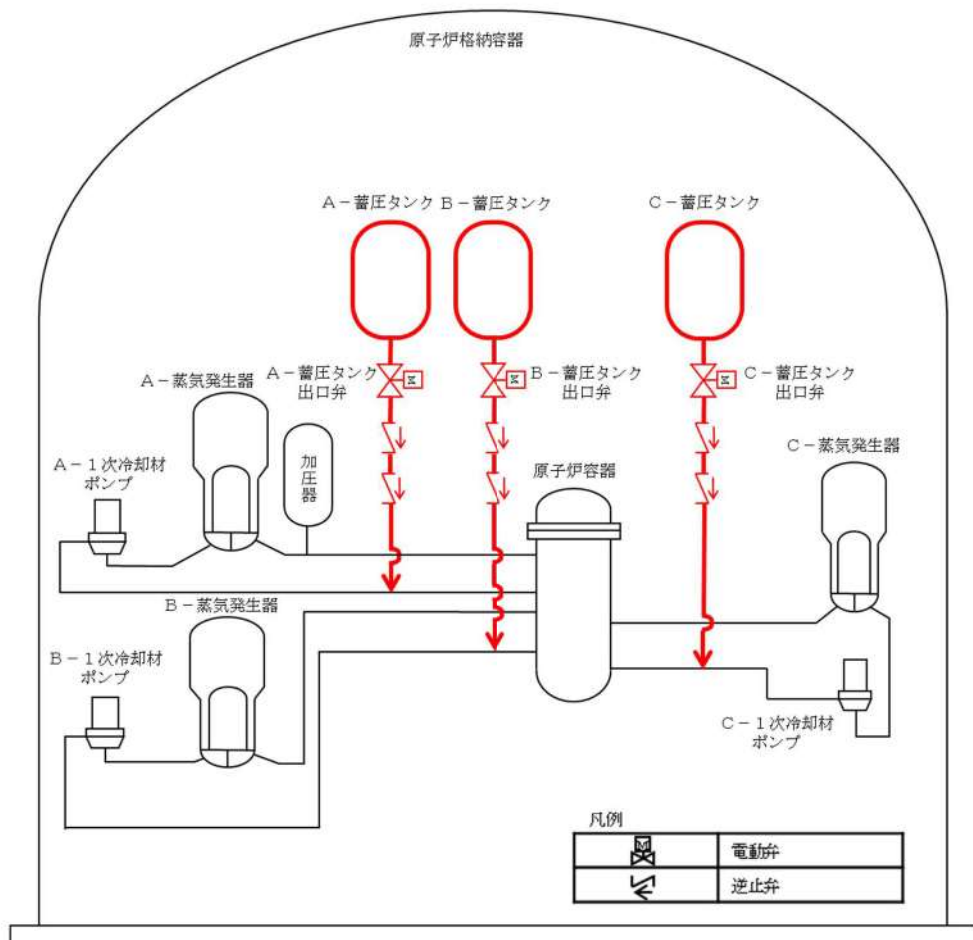 原子炉格納容器
A-蓄圧タンク
B-蓄圧タンク
C-蓄圧タンク
A-蓄圧タンク
出口弁
M
B-蓄圧タンク
出口弁
M
C-蓄圧タンク
出口弁
M
A-蒸気発生器
加圧器
A-1次冷却材
ポンプ
原子炉容器
C-蒸気発生器
B-蒸気発生器
B-1次冷却材
ポンプ
C-1次冷却材
ポンプ
凡例
M
電動弁
逆止弁